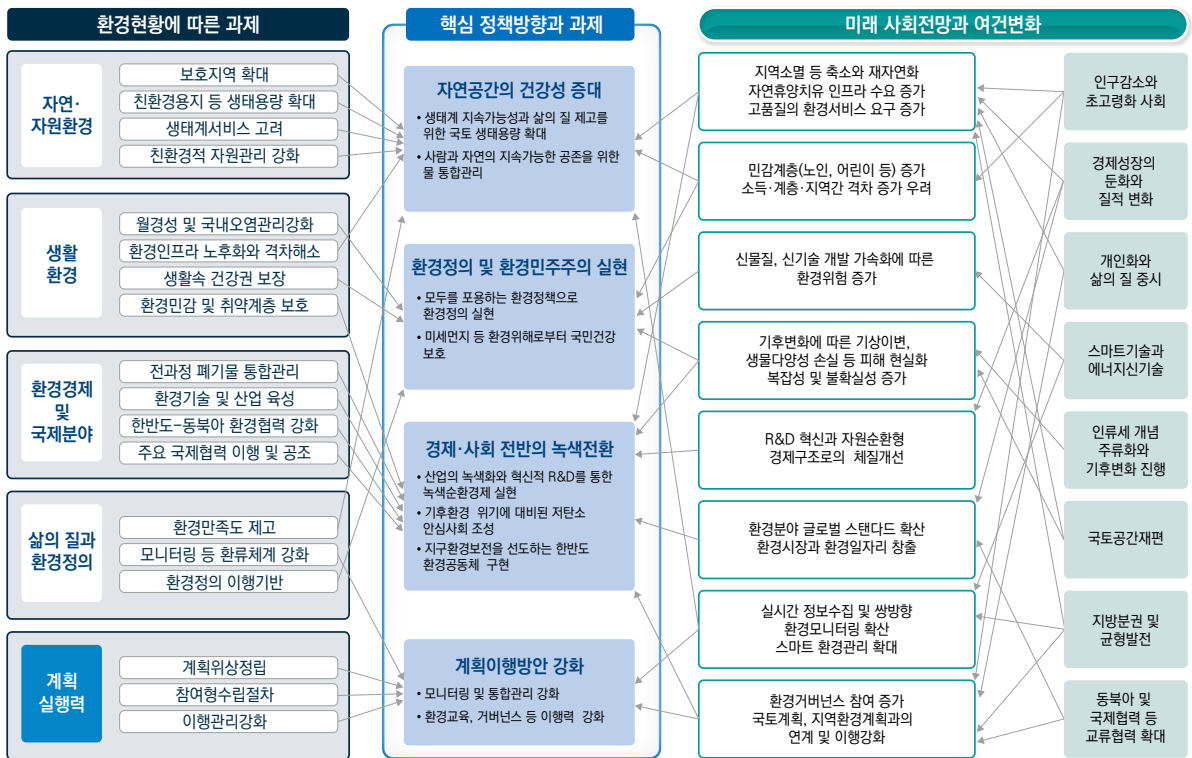 환경현황에 따른 과제
자연·
자원환경
보호지역 확대
친환경용지 등 생태용량 확대
생태계서비스 고려
친환경적 자원관리 강화
생활
환경
월경성 및 국내오염관리강화
환경인프라 노후화와 격차해소
생활속 건강권 보장
환경민감 및 취약계층 보호
환경경제
및
국제분야
전과정 폐기물 통합관리
환경기술 및 산업 육성
한반도-동북아 환경협력 강화
주요 국제협력 이행 및 공조
삶의 질과
환경정의
환경만족도 제고
모니터링 등 환류체계 강화
환경정의 이행기반
계획
실행력
계획위상정립
참여형수립절차
이행관리강화
핵심 정책방향과 과제
자연공간의 건강성 증대
• 생태계 지속가능성과 삶의 질 제고를
위한 국토 생태용량 확대
• 사람과 자연의 지속가능한 공존을 위한
물 통합관리
환경정의 및 환경민주주의 실현
• 모두를 포용하는 환경정책으로
환경정의 실현
• 미세먼지 등 환경위해로부터 국민건강
보호
경제·사회 전반의 녹색전환
• 산업의 녹색화와 혁신적 R&D를 통한
녹색순환경제 실현
• 기후환경 위기에 대비된 저탄소
안심사회 조성
• 지구환경보전을 선도하는 한반도
환경공동체 구현
계획이행방안 강화
• 모니터링 및 통합관리 강화
• 환경교육, 거버넌스 등 이행력 강화
미래 사회전망과 여건변화
지역소멸 등 축소와 재자연화
자연휴양치유 인프라 수요 증가
고품질의 환경서비스 요구 증가
민감계층(노인, 어린이 등) 증가
소득·계층·지역간 격차 증가 우려
신물질, 신기술 개발 가속화에 따른
환경위험 증가
기후변화에 따른 기상이변,
생물다양성 손실 등 피해 현실화
복잡성 및 불확실성 증가
R&D 혁신과 자원순환형
경제구조로의 체질개선
환경분야 글로벌 스탠다드 확산
환경시장과 환경일자리 창출
실시간 정보수집 및 쌍방향
환경모니터링 확산
스마트 환경관리 확대
환경거버넌스 참여 증가
국토계획, 지역환경계획과의
연계 및 이행강화
인구감소와
초고령화 사회
경제성장의
둔화와
질적 변화
개인화와
삶의 질 중시
스마트기술과
에너지신기술
인류세 개념
주류화와
기후변화 진행
국토공간재편
지방분권 및
균형발전
동북아 및
국제협력 등
교류협력 확대